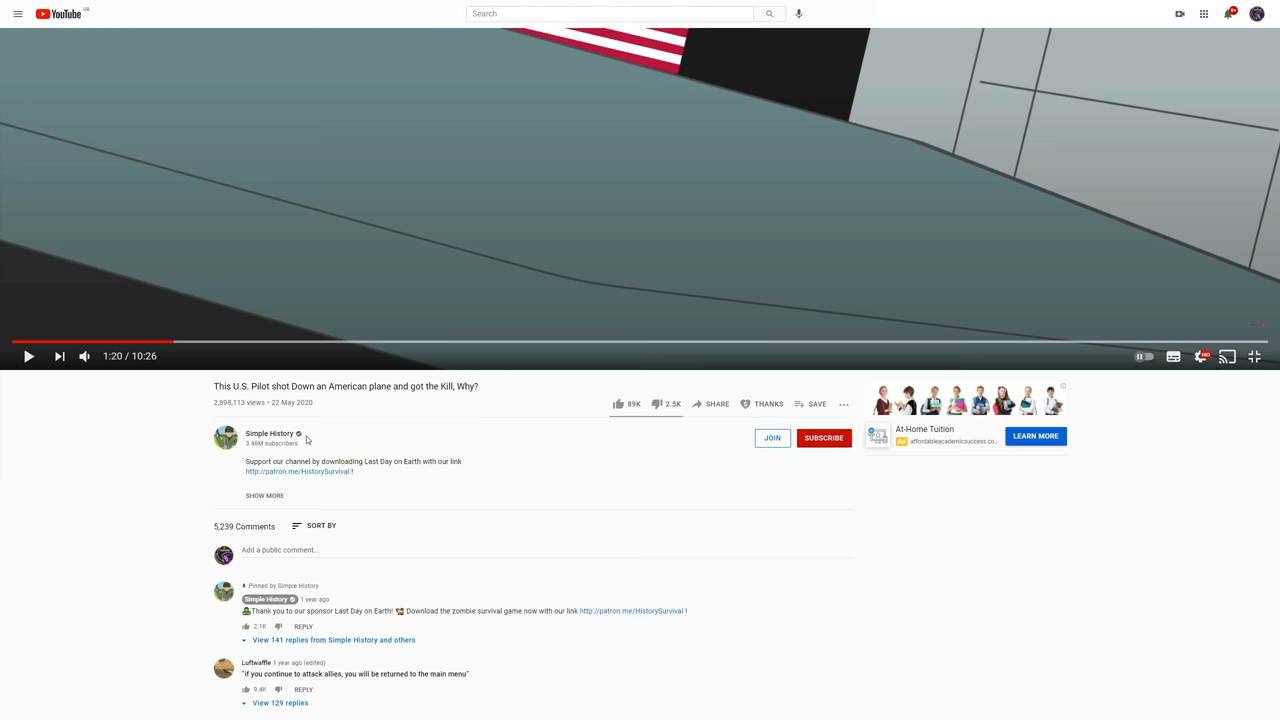 YouTube GB
Search
9+
1:20 / 10:26
HD
This U.S. Pilot shot Down an American plane and got the Kill, Why?
2,898,113 views • 22 May 2020
89K
2.5K
SHARE
THANKS
SAVE
Simple History
3.46M subscribers
JOIN
SUBSCRIBE
Support our channel by downloading Last Day on Earth with our link
http://patron.me/HistorySurvival !
SHOW MORE
At-Home Tuition
Ad affordableacademicsuccess.co...
LEARN MORE
5,239 Comments
SORT BY
Add a public comment...
Pinned by Simple History
Simple History 1 year ago
Thank you to our sponsor Last Day on Earth! Download the zombie survival game now with our link http://patron.me/HistorySurvival !
2.1K REPLY
View 141 replies from Simple History and others
Luftwaffle 1 year ago (edited)
"if you continue to attack allies, you will be returned to the main menu"
9.4K REPLY
View 129 replies